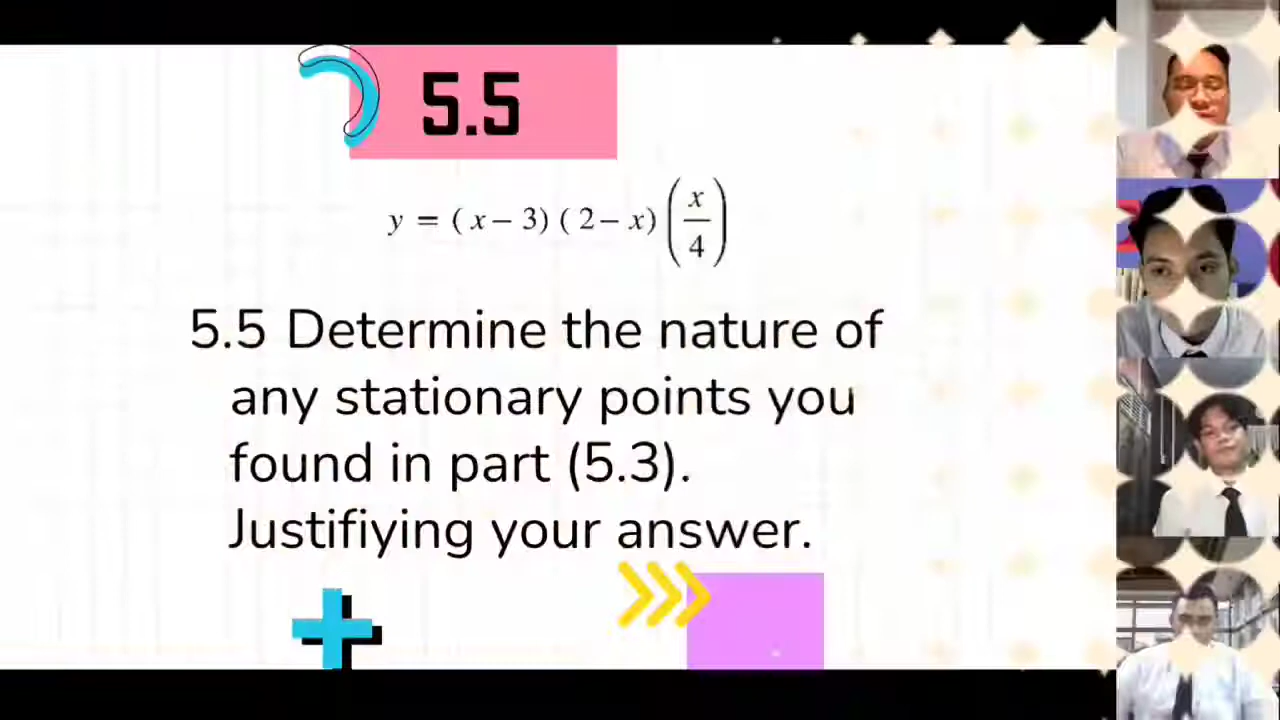 5.5
y = ( x − 3) ( 2 − x) ( x / 4 )
5.5 Determine the nature of
any stationary points you
found in part (5.3).
Justifiying your answer.